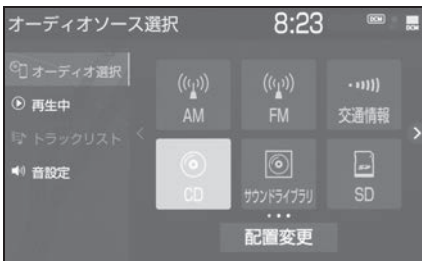 オーディオソース選択
8:23
DCM
DCM
オーディオ選択
再生中
トラックリスト
音設定
AM
FM
交通情報
CD
サウンドライブラリ
SD
配置変更